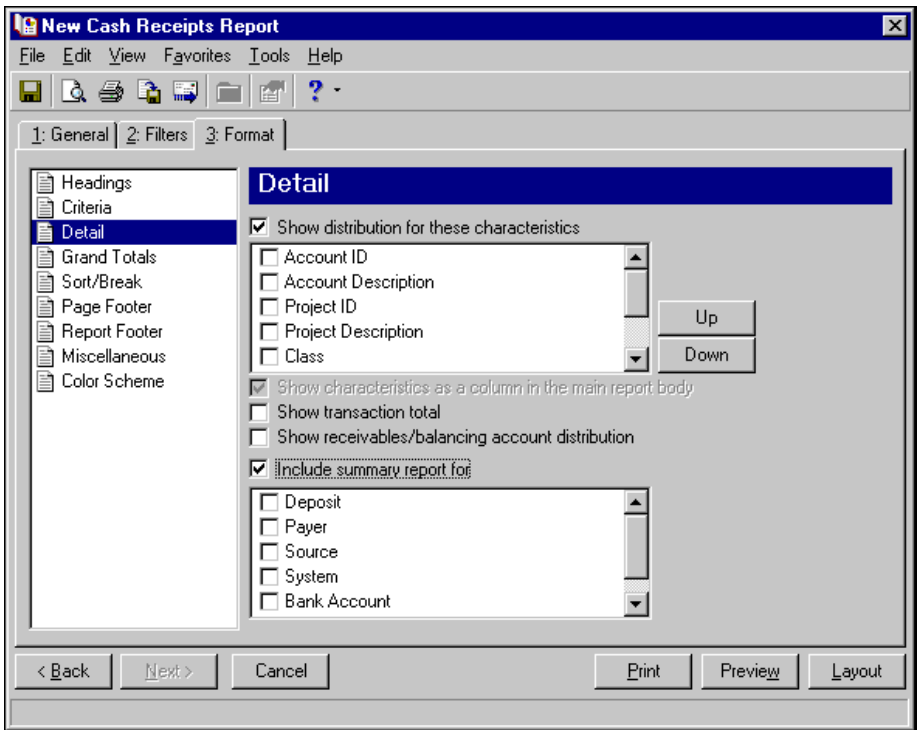 New Cash Receipts Report
File Edit View Favorites Tools Help
1: General 2: Filters 3: Format
Headings
Criteria
Detail
Grand Totals
Sort/Break
Page Footer
Report Footer
Miscellaneous
Color Scheme
Detail
Show distribution for these characteristics
Account ID
Account Description
Project ID
Project Description
Class
Up
Down
Show characteristics as a column in the main report body
Show transaction total
Show receivables/balancing account distribution
Include summary report for
Deposit
Payer
Source
System
Bank Account
< Back Next > Cancel Print Preview Layout